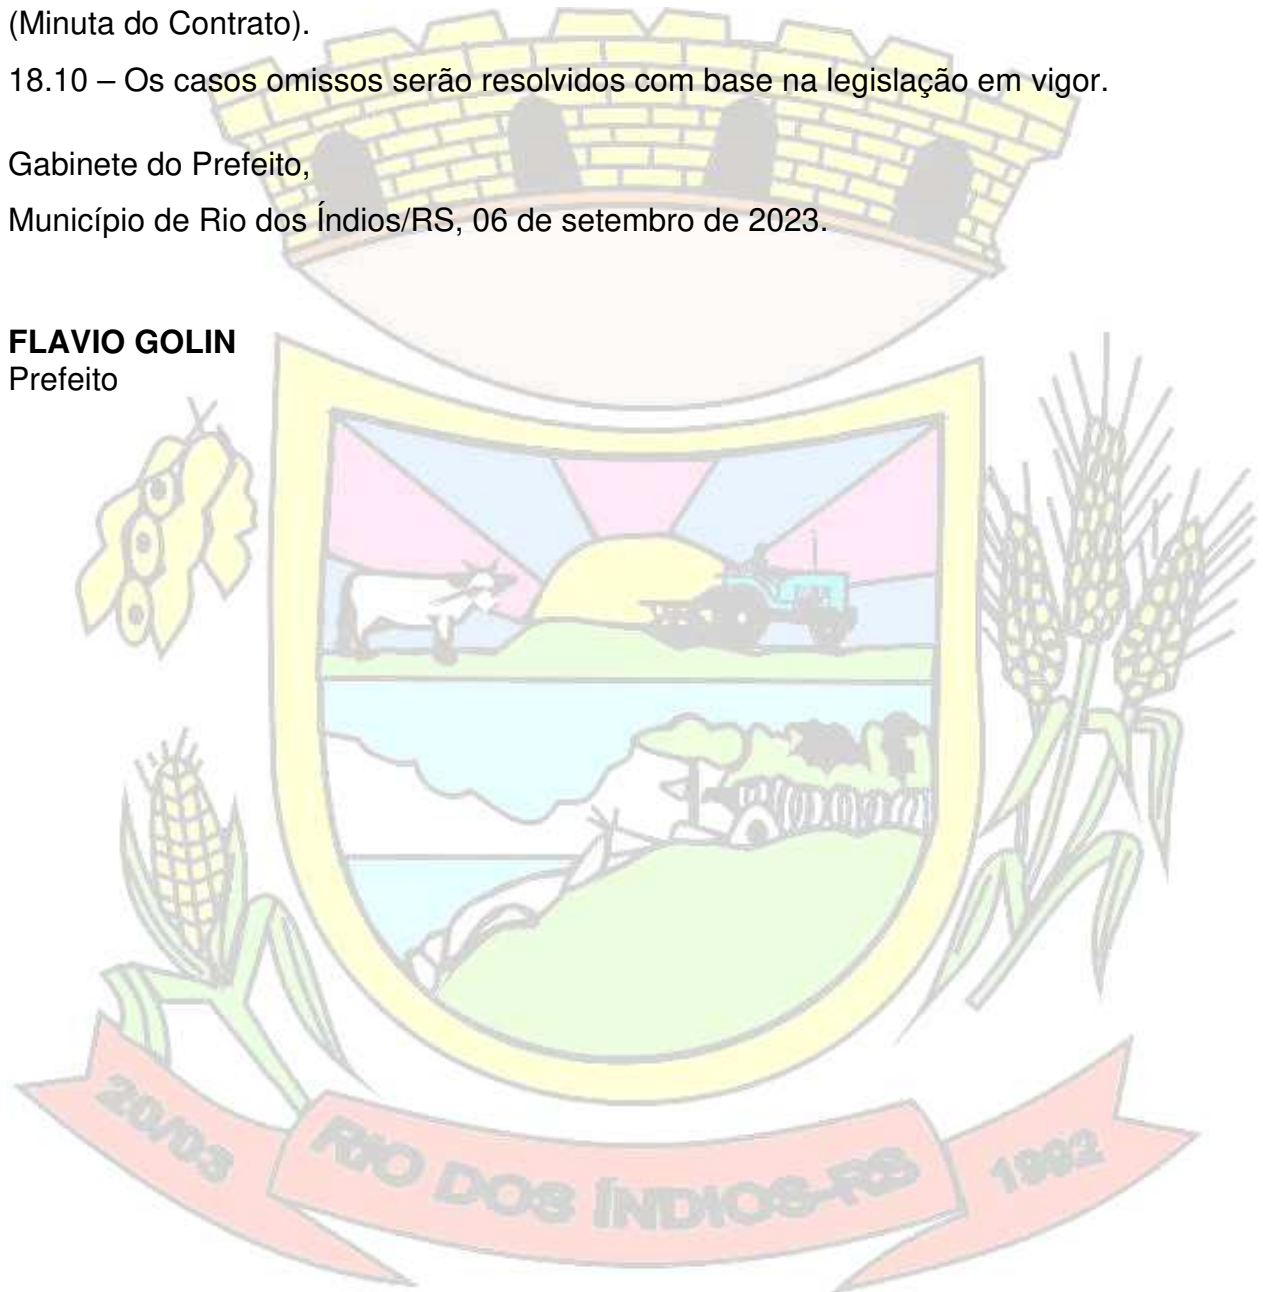 (Minuta do Contrato).
18.10 – Os casos omissos serão resolvidos com base na legislação em vigor.
Gabinete do Prefeito,
Município de Rio dos Índios/RS, 06 de setembro de 2023.
FLAVIO GOLIN
Prefeito
20/03
RIO DOS ÍNDIOS-RS
1992